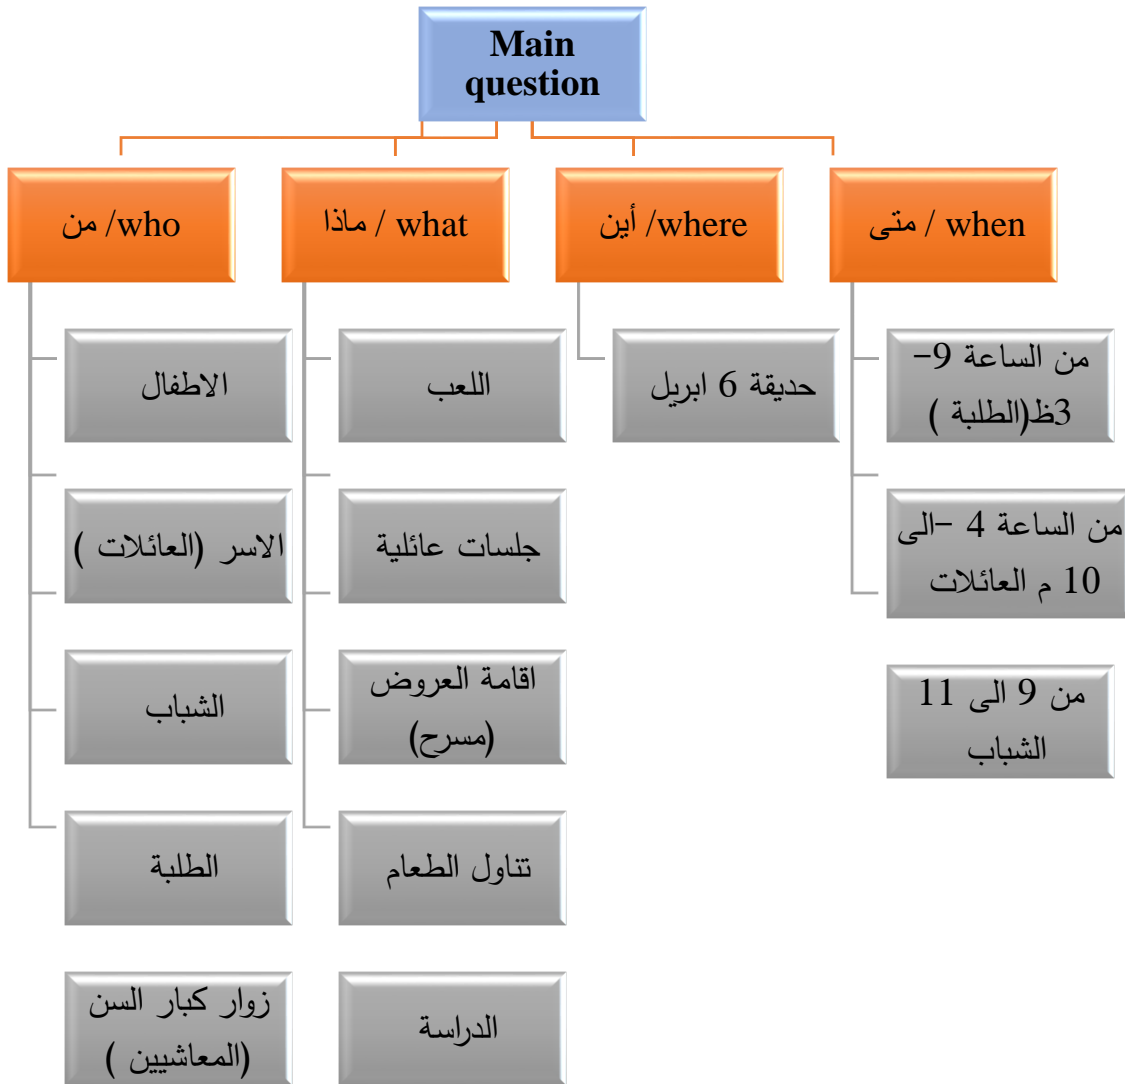 Main
question
who/ من
what / ماذا
where/ أين
when / متى
الاطفال
الاسر (العائلات )
الشباب
الطلبة
زوار كبار السن
(المعاشيين )
اللعب
جلسات عائلية
اقامة العروض
(مسرح)
تناول الطعام
الدراسة
حديقة 6 ابريل
من الساعة 9-
3ظ(الطلبة )
من الساعة 4 -الى
10 م العائلات
من 9 الى 11
الشباب